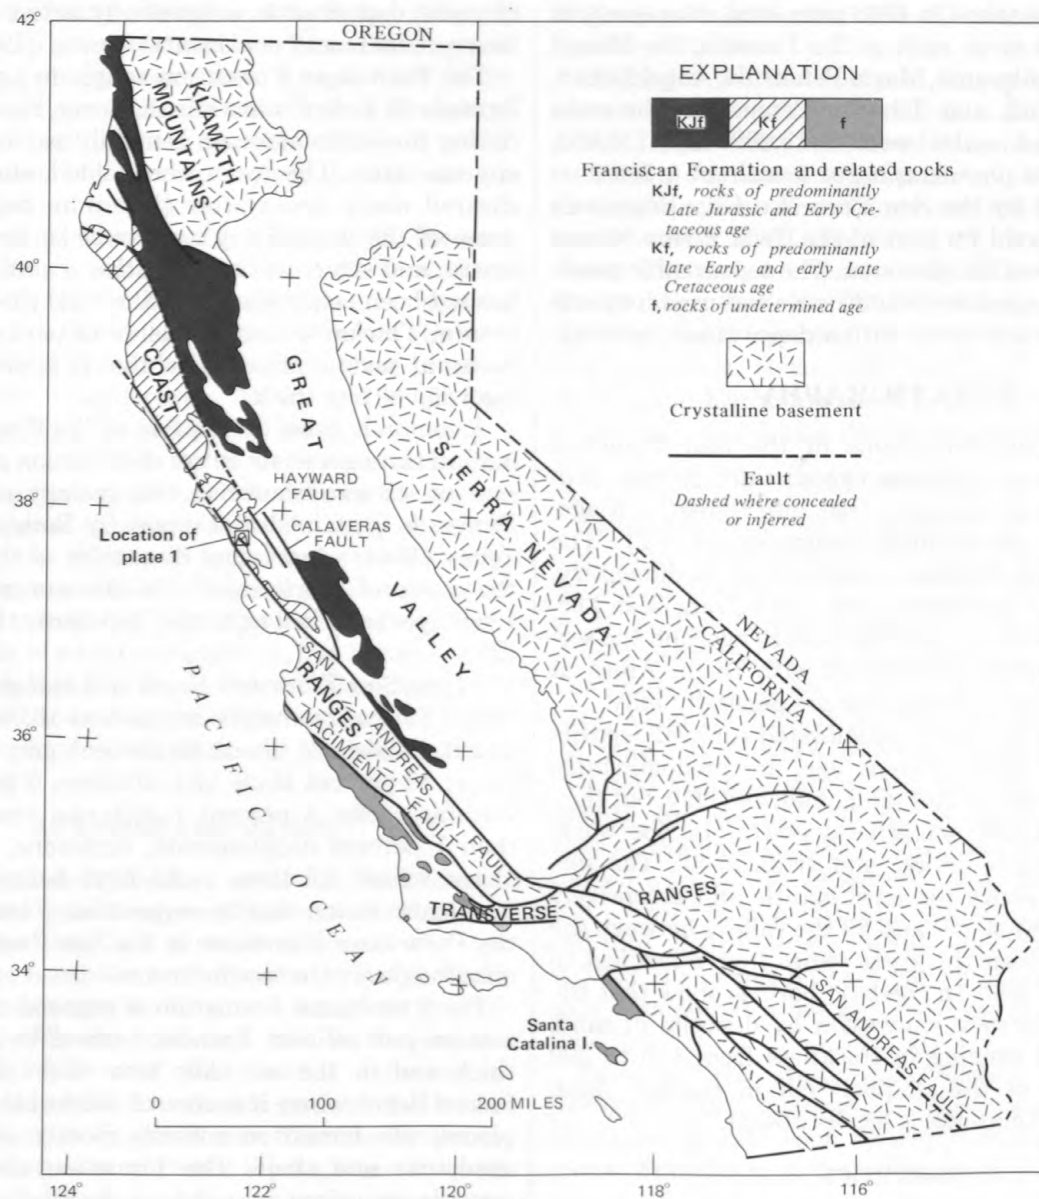 42°
OREGON
KLAMATH
MOUNTAINS
EXPLANATION
KJf
Kf
f
Franciscan Formation and related rocks
KJf, rocks of predominantly
Late Jurassic and Early Cre-
taceous age
Kf, rocks of predominantly
late Early and early Late
Cretaceous age
f, rocks of undetermined age
Crystalline basement
Fault
Dashed where concealed
or inferred
40°
COAST
GREAT
SIERRA NEVADA
HAYWARD
FAULT
38°
CALAVERAS
FAULT
Location of
plate 1
VALLE
NEVADA
CALIFORNIA
SAN ANDREAS FAULT
RANGES
NACIMIENTO FAULT
PACIFIC
36°
OCEAN
TRANSVERSE
RANGES
34°
SAN ANDREAS FAULT
Santa
Catalina I.
0
100
200 MILES
124°
122°
120°
118°
116°